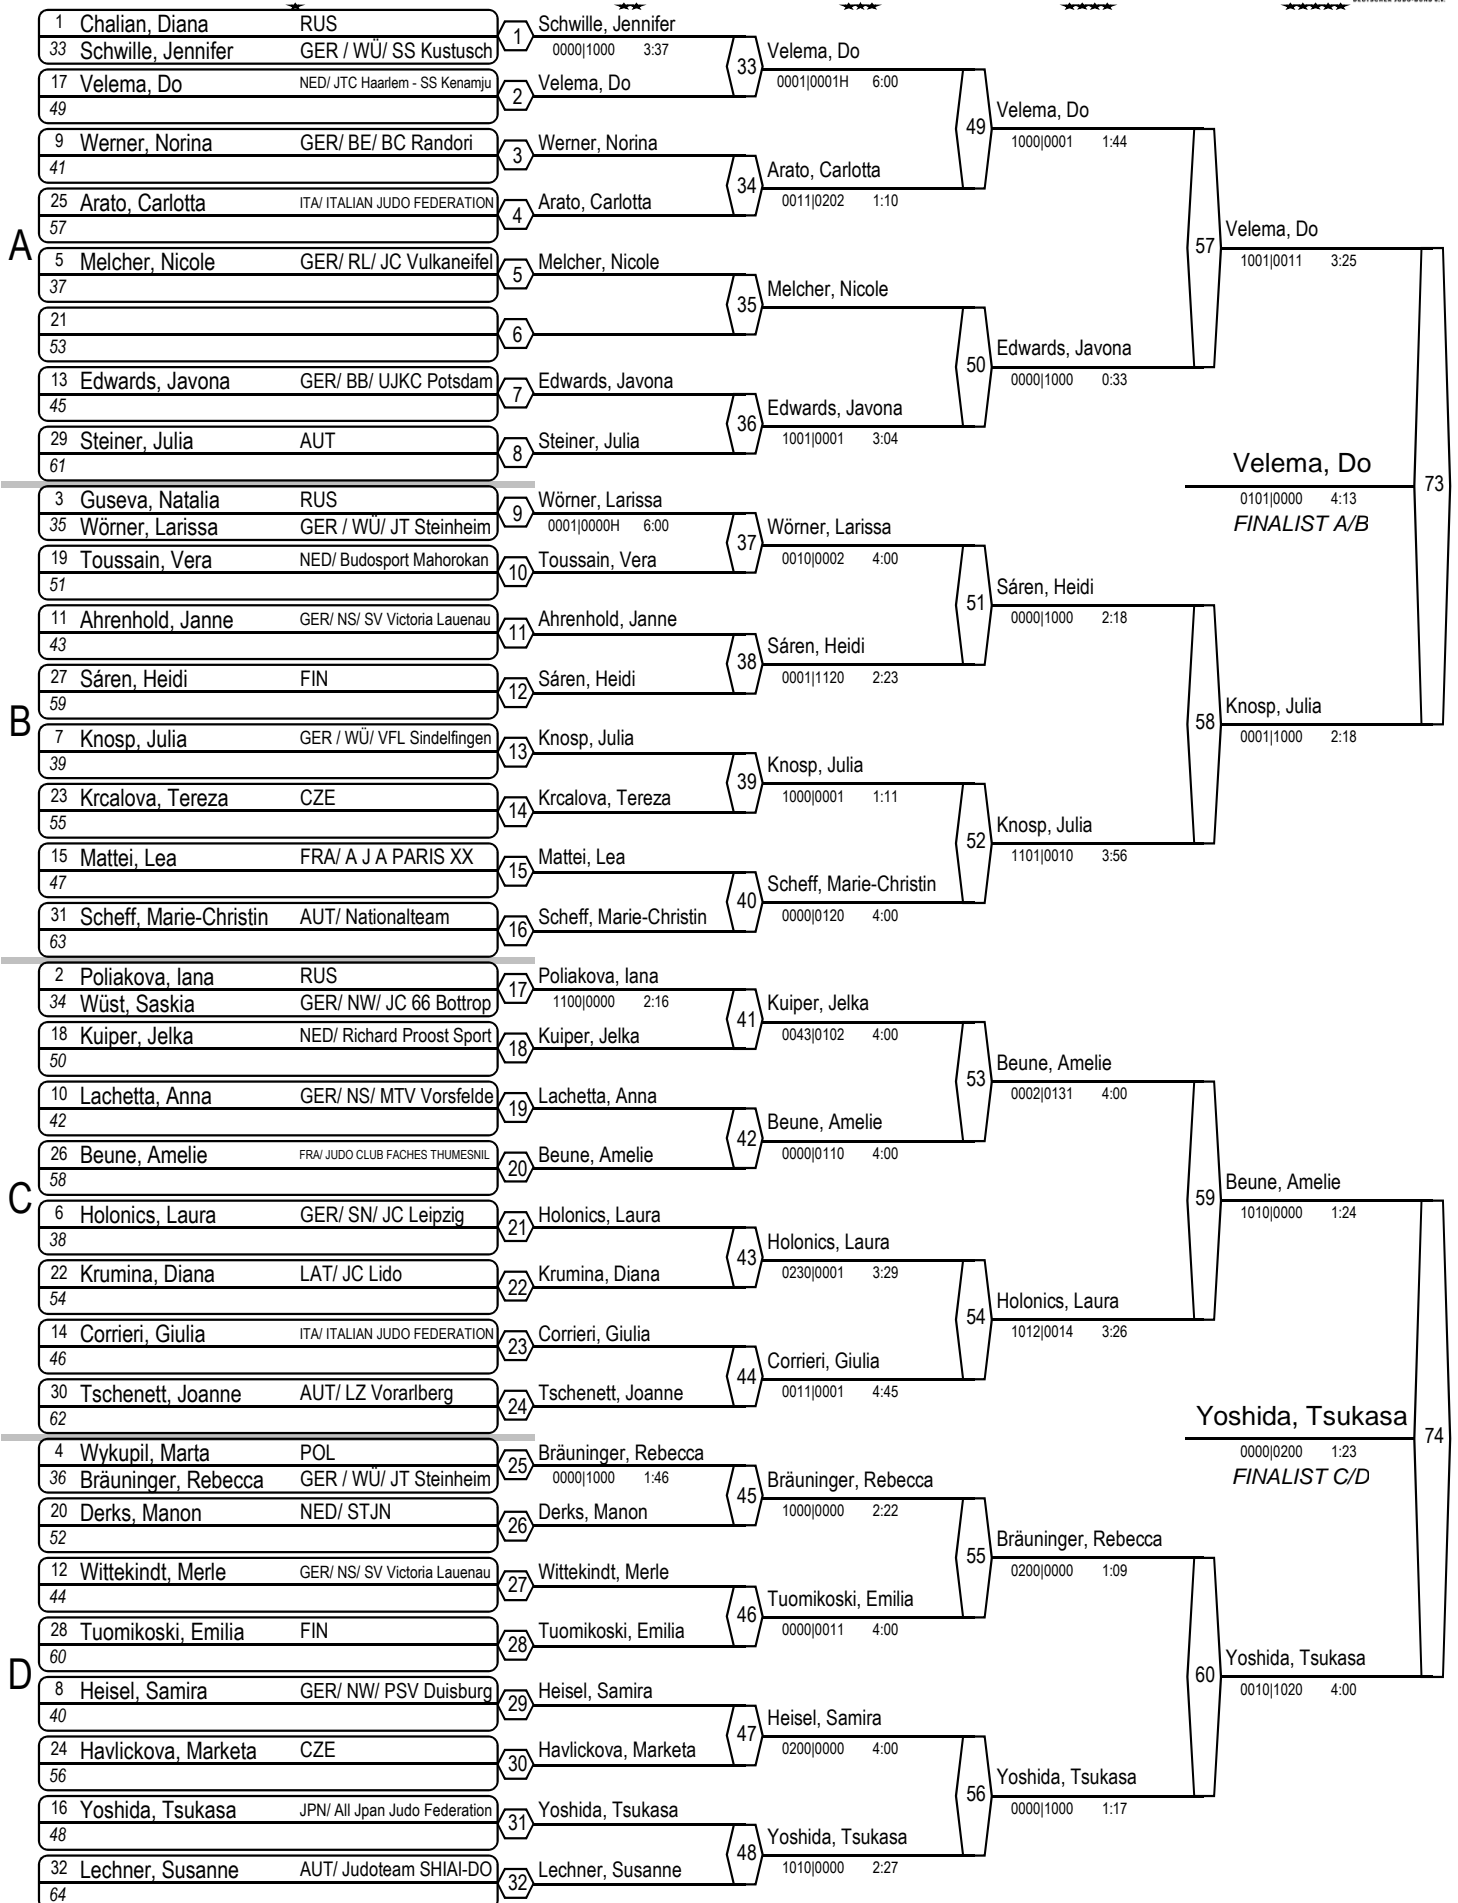 1 Chalian, Diana RUS
33 Schwille, Jennifer GER / WÜ/ SS Kustusch
17 Velema, Do NED/ JTC Haarlem - SS Kenamju
49
9 Werner, Norina GER/ BE/ BC Randori
41
25 Arato, Carlotta ITA/ ITALIAN JUDO FEDERATION
57
A
5 Melcher, Nicole GER/ RL/ JC Vulkaneifel
37
21
53
13 Edwards, Javona GER/ BB/ UJKC Potsdam
45
29 Steiner, Julia AUT
61
3 Guseva, Natalia RUS
35 Wörner, Larissa GER / WÜ/ JT Steinheim
19 Toussain, Vera NED/ Budosport Mahorokan
51
11 Ahrenhold, Janne GER/ NS/ SV Victoria Lauenau
43
27 Sáren, Heidi FIN
59
B
7 Knosp, Julia GER / WÜ/ VFL Sindelfingen
39
23 Krcalova, Tereza CZE
55
15 Mattei, Lea FRA/ A J A PARIS XX
47
31 Scheff, Marie-Christin AUT/ Nationalteam
63
2 Poliakova, Iana RUS
34 Wüst, Saskia GER/ NW/ JC 66 Bottrop
18 Kuiper, Jelka NED/ Richard Proost Sport
50
10 Lachetta, Anna GER/ NS/ MTV Vorsfelde
42
26 Beune, Amelie FRA/ JUDO CLUB FACHES THUMESNIL
58
C
6 Holonics, Laura GER/ SN/ JC Leipzig
38
22 Krumina, Diana LAT/ JC Lido
54
14 Corrieri, Giulia ITA/ ITALIAN JUDO FEDERATION
46
30 Tschenett, Joanne AUT/ LZ Vorarlberg
62
4 Wykupil, Marta POL
36 Bräuninger, Rebecca GER / WÜ/ JT Steinheim
20 Derks, Manon NED/ STJN
52
12 Wittekindt, Merle GER/ NS/ SV Victoria Lauenau
44
28 Tuomikoski, Emilia FIN
60
D
8 Heisel, Samira GER/ NW/ PSV Duisburg
40
24 Havlickova, Marketa CZE
56
16 Yoshida, Tsukasa JPN/ All Jpan Judo Federation
48
32 Lechner, Susanne AUT/ Judoteam SHIAI-DO
64
1 Schwille, Jennifer
0000|1000 3:37
2 Velema, Do
3 Werner, Norina
4 Arato, Carlotta
5 Melcher, Nicole
6
7 Edwards, Javona
8 Steiner, Julia
9 Wörner, Larissa
0001|0000H 6:00
10 Toussain, Vera
11 Ahrenhold, Janne
12 Sáren, Heidi
13 Knosp, Julia
14 Krcalova, Tereza
15 Mattei, Lea
16 Scheff, Marie-Christin
17 Poliakova, Iana
1100|0000 2:16
18 Kuiper, Jelka
19 Lachetta, Anna
20 Beune, Amelie
21 Holonics, Laura
22 Krumina, Diana
23 Corrieri, Giulia
24 Tschenett, Joanne
25 Bräuninger, Rebecca
0000|1000 1:46
26 Derks, Manon
27 Wittekindt, Merle
28 Tuomikoski, Emilia
29 Heisel, Samira
30 Havlickova, Marketa
31 Yoshida, Tsukasa
32 Lechner, Susanne
33 Velema, Do
0001|0001H 6:00
34 Arato, Carlotta
0011|0202 1:10
35 Melcher, Nicole
36 Edwards, Javona
1001|0001 3:04
37 Wörner, Larissa
0010|0002 4:00
38 Sáren, Heidi
0001|1120 2:23
39 Knosp, Julia
1000|0001 1:11
40 Scheff, Marie-Christin
0000|0120 4:00
41 Kuiper, Jelka
0043|0102 4:00
42 Beune, Amelie
0000|0110 4:00
43 Holonics, Laura
0230|0001 3:29
44 Corrieri, Giulia
0011|0001 4:45
45 Bräuninger, Rebecca
1000|0000 2:22
46 Tuomikoski, Emilia
0000|0011 4:00
47 Heisel, Samira
0200|0000 4:00
48 Yoshida, Tsukasa
1010|0000 2:27
49 Velema, Do
1000|0001 1:44
50 Edwards, Javona
0000|1000 0:33
51 Sáren, Heidi
0000|1000 2:18
52 Knosp, Julia
1101|0010 3:56
53 Beune, Amelie
0002|0131 4:00
54 Holonics, Laura
1012|0014 3:26
55 Bräuninger, Rebecca
0200|0000 1:09
56 Yoshida, Tsukasa
0000|1000 1:17
57 Velema, Do
1001|0011 3:25
58 Knosp, Julia
0001|1000 2:18
59 Beune, Amelie
1010|0000 1:24
60 Yoshida, Tsukasa
0010|1020 4:00
Velema, Do 73
0101|0000 4:13
FINALIST A/B
Yoshida, Tsukasa 74
0000|0200 1:23
FINALIST C/D